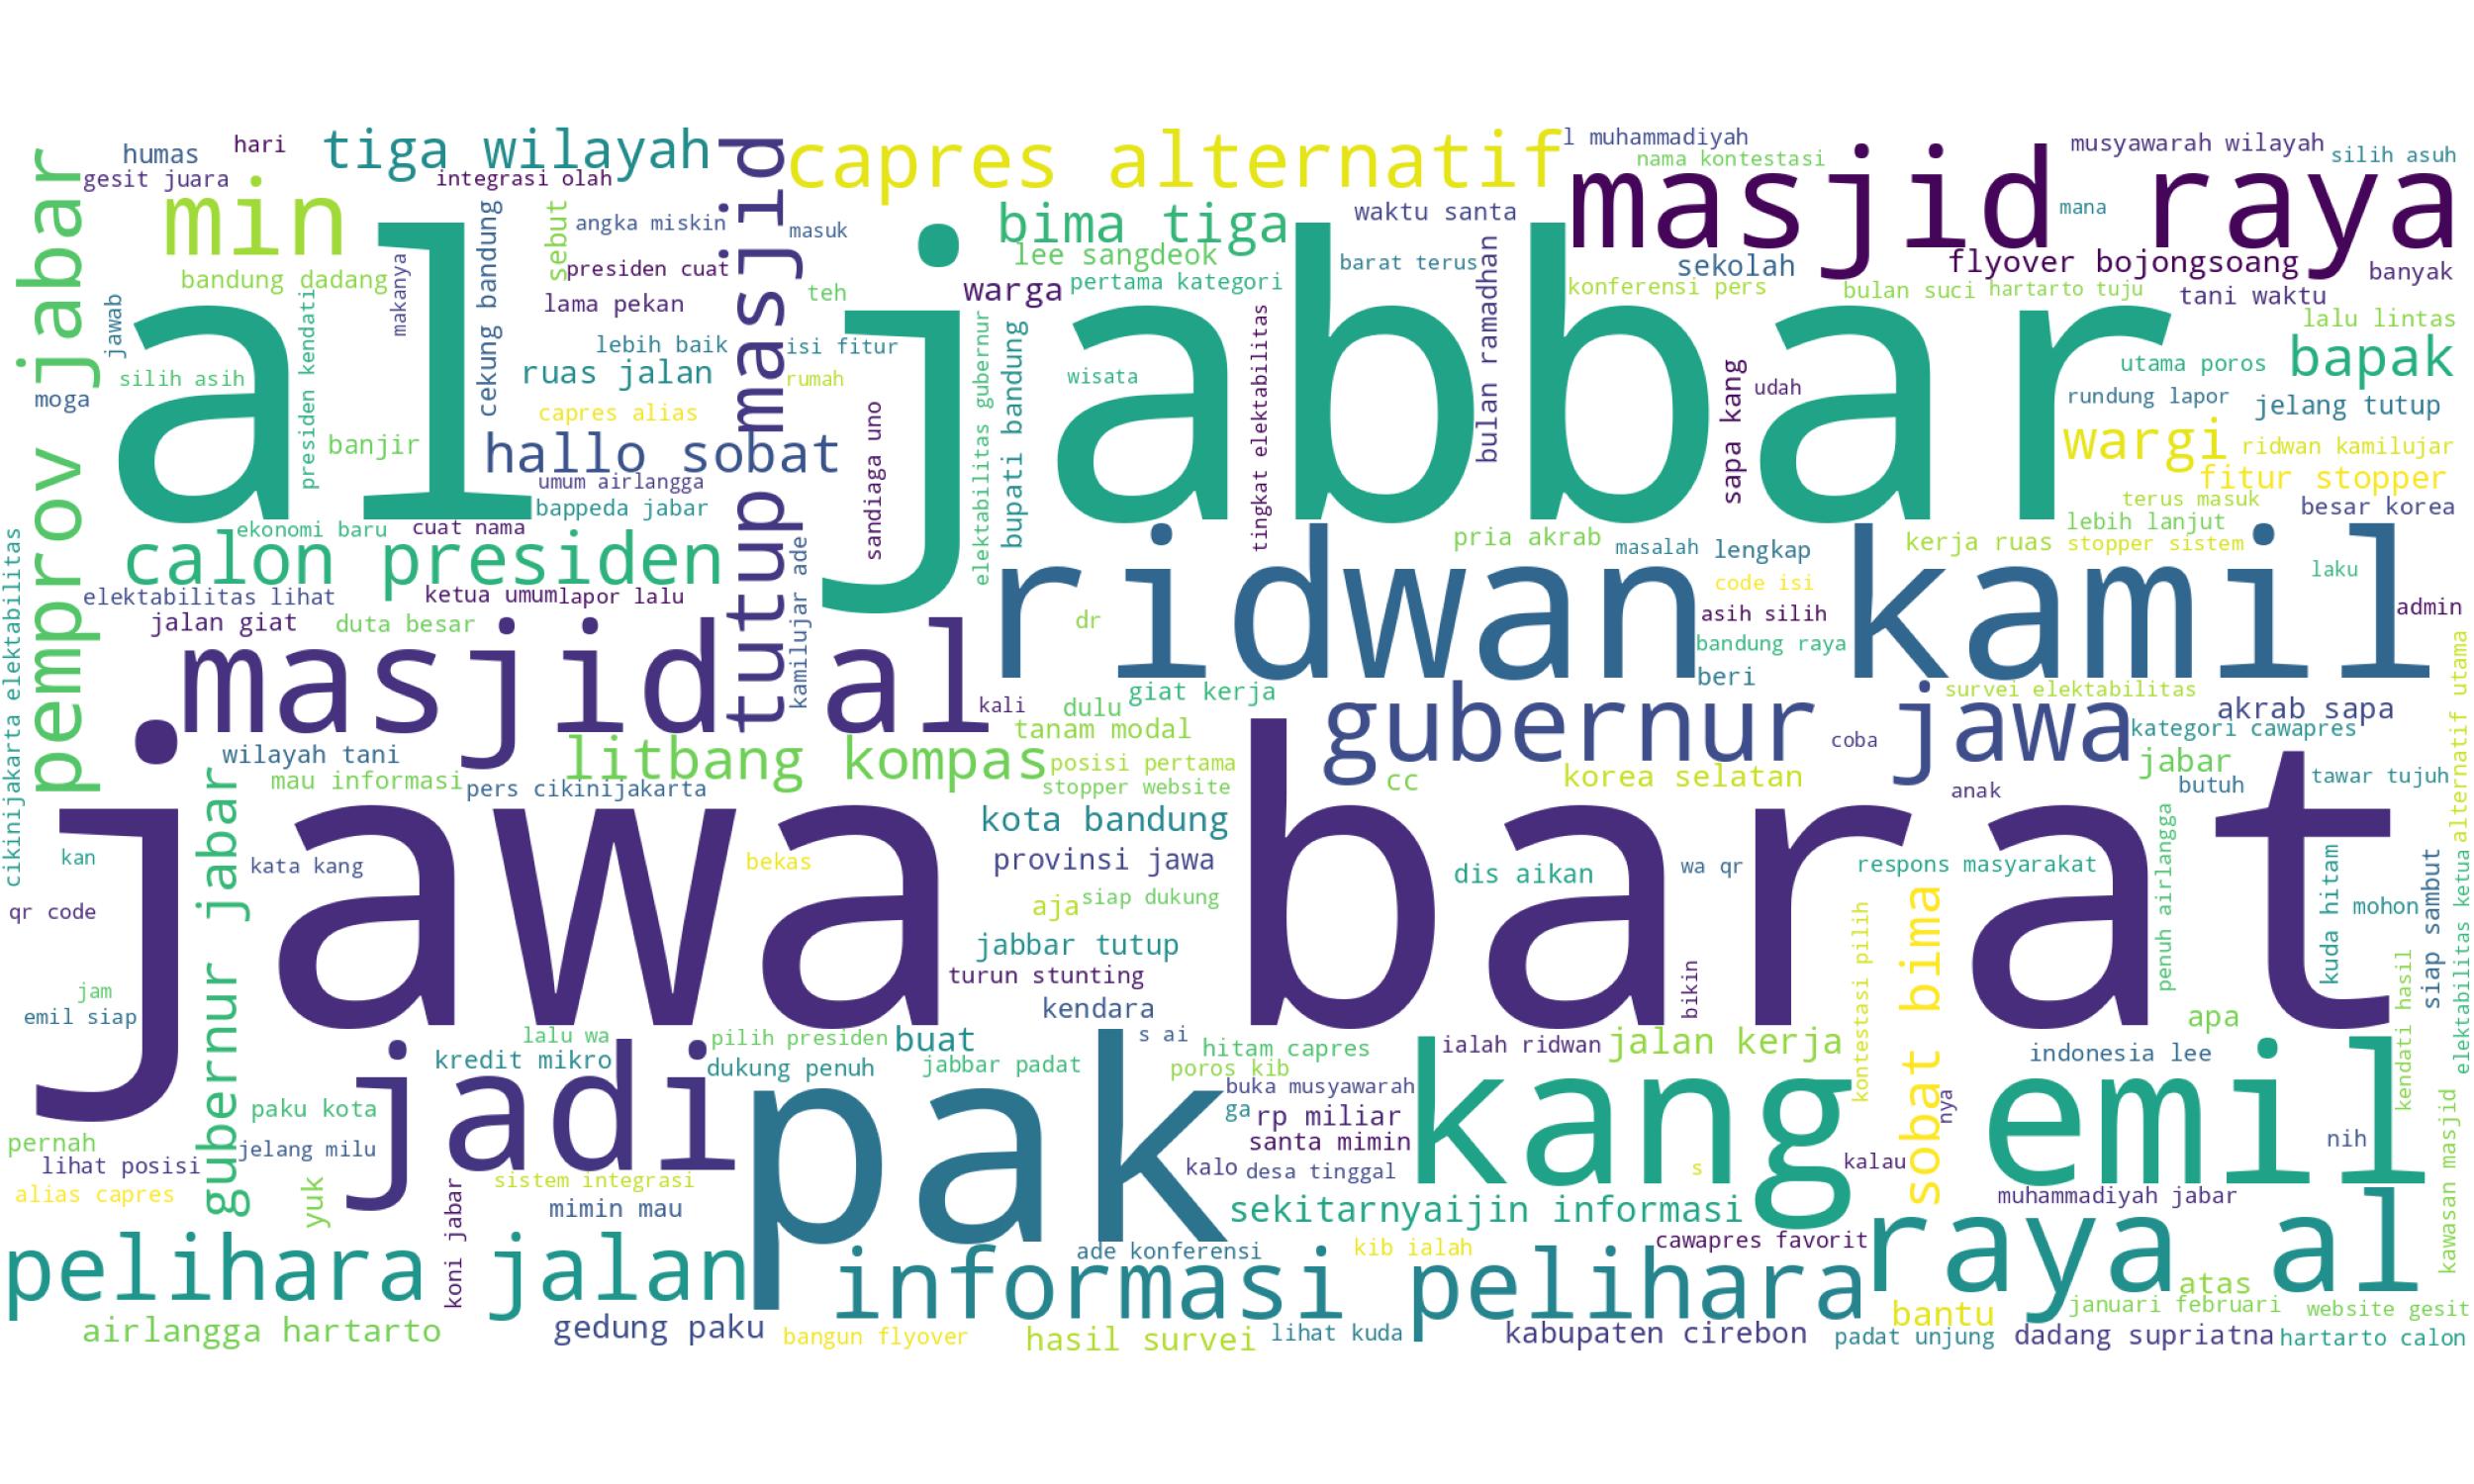 humas
hari
tiga wilayah
capres alternatif
l muhammadiyah
nama kontestasi
musyawarah wilayah
silih asuh
gesit juara
integrasi olah
masjid raya
min
angka miskin
masuk
bima tiga
waktu santa
mana
bandung dadang
presiden cuat
lee sangdeok
barat terus
sekolah
flyover bojongsoang
banyak
sebut
cekung bandung
makanya
lama pekan
teh
warga
pertama kategori
konferensi pers
bulan suci
hartarto tuju
tani waktu
pemprov jabar
jawab
al jabbar
presiden kendati
lebih baik
isi fitur
lalu lintas
silih asih
ruas jalan
rumah
wisata
utama poros
bapak
moga
capres alias
udah
rundung lapor
jelang tutup
banjir
hallo sobat
tutup masjid
sandiaga uno
elektabilitas gubernur
bupati bandung
tingkat elektabilitas
bulan ramadhan
sapa kang
wargi
ridwan kamilujar
umum airlangga
fitur stopper
bappeda jabar
terus masuk
besar korea
ekonomi baru
cuat nama
lebih lanjut
calon presiden
pria akrab
masalah
lengkap
kerja ruas
stopper sistem
elektabilitas lihat
ketua umum
lapor lalu
ridwan kamil
code isi
laku
jalan giat
duta besar
kamilujar ade
dr
asih silih
admin
masjid al
bandung raya
cikinijakarta elektabilitas
kali
dulu
giat kerja
beri
survei elektabilitas
akrab sapa
alternatif utama
tanam modal
gubernur jawa
coba
kategori cawapres
wilayah tani
litbang kompas
posisi pertama
jabar
mau informasi
pers cikinijakarta
stopper website
cc
korea selatan
anak
butuh
tawar tujuh
jawa barat
kota bandung
kan
kata kang
bekas
provinsi jawa
dis aikan
wa qr
respons masyarakat
penuh airlangga
kuda hitam
siap sambut
qr code
aja
siap dukung
mohon
gubernur jabar
jabbar tutup
turun stunting
bikin
kontestasi pilih
sobat bima
kendati hasil
elektabilitas ketua
jam
emil siap
kendara
apa
lalu wa
pilih presiden
buat
s ai
hitam capres
ialah ridwan
jalan kerja
indonesia lee
kredit mikro
dukung penuh
jabbar padat
poros kib
jadi
pak
buka musyawarah
kang emil
paku kota
ga
rp miliar
nya
pernah
jelang milu
santa mimin
nih
lihat posisi
kalo
desa tinggal
s
kalau
kawasan masjid
alias capres
sistem integrasi
muhammadiyah jabar
yuk
koni jabar
mimin mau
sekitarnyaijin informasi
raya al
pelihara jalan
ade konferensi
kib ialah
cawapres favorit
informasi pelihara
atas
airlangga hartarto
gedung paku
bangun flyover
hasil survei
lihat kuda
kabupaten cirebon
bantu
januari februari
website gesit
padat unjung
dadang supriatna
hartarto calon